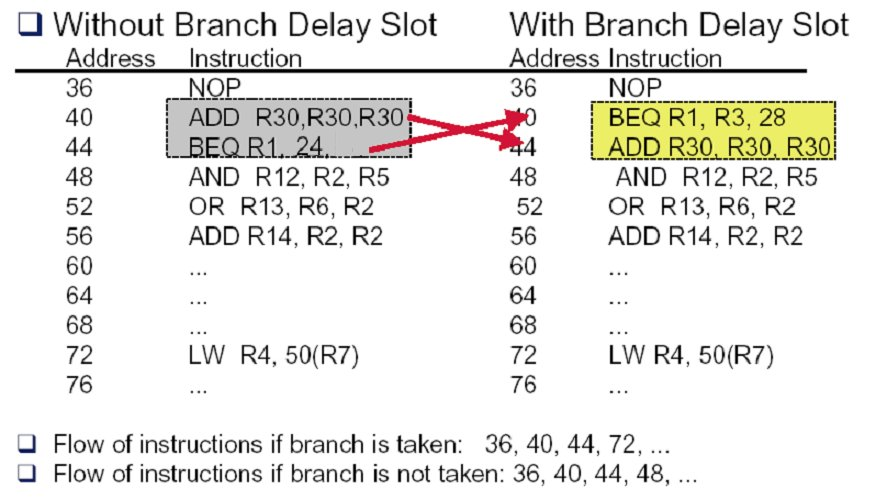 ❑ Without Branch Delay Slot With Branch Delay Slot
Address Instruction Address Instruction
36 NOP 36 NOP
40 ADD R30,R30,R30 40 BEQ R1, R3, 28
44 BEQ R1, 24, 44 ADD R30, R30, R30
48 AND R12, R2, R5 48 AND R12, R2, R5
52 OR R13, R6, R2 52 OR R13, R6, R2
56 ADD R14, R2, R2 56 ADD R14, R2, R2
60 ... 60 ...
64 ... 64 ...
68 ... 68 ...
72 LW R4, 50(R7) 72 LW R4, 50(R7)
76 ... 76 ...
❑ Flow of instructions if branch is taken: 36, 40, 44, 72, ...
❑ Flow of instructions if branch is not taken: 36, 40, 44, 48, ...